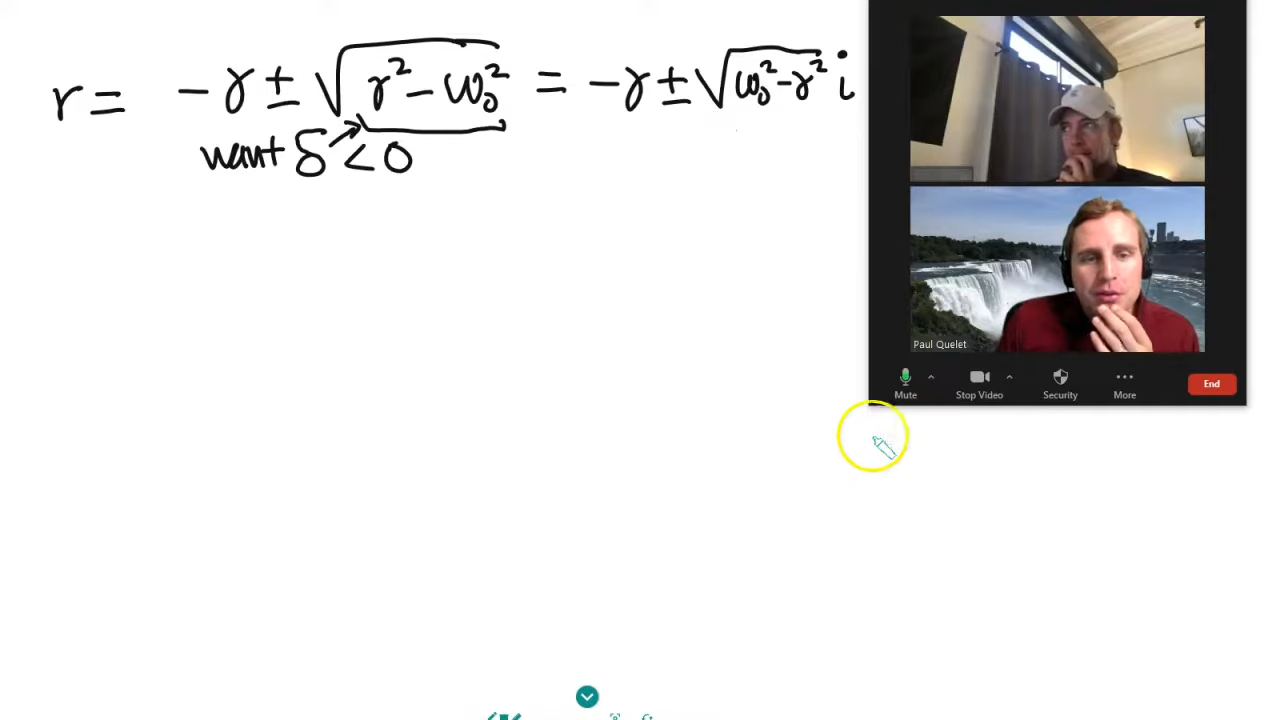 r = -γ ± √(γ² - ω₀²) = -γ ± √(ω₀² - γ²) i
want δ < 0
Paul Quelet
Mute
Stop Video
Security
More
End